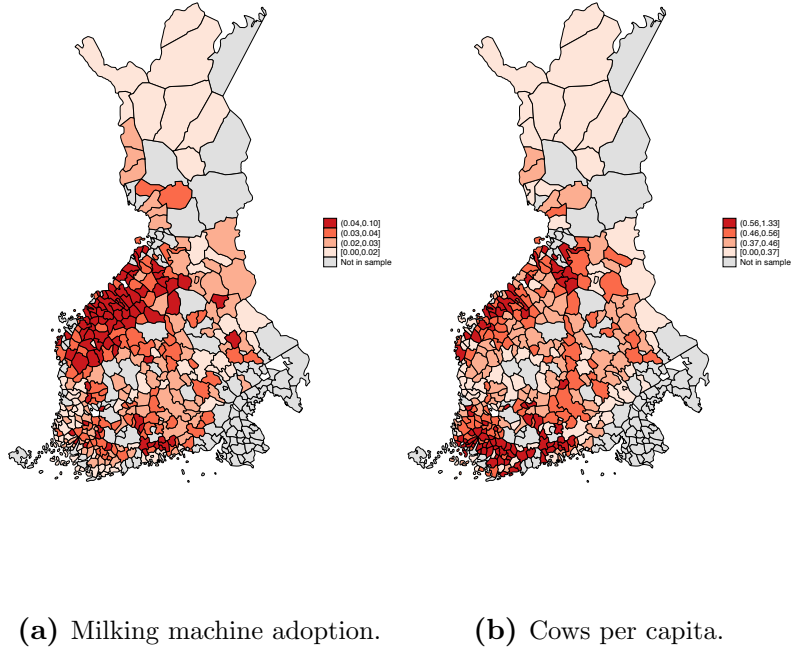 (0.04,0.10]
(0.03,0.04]
(0.02,0.03]
[0.00,0.02]
Not in sample
(0.56,1.33]
(0.46,0.56]
(0.37,0.46]
[0.00,0.37]
Not in sample
(a) Milking machine adoption.
(b) Cows per capita.